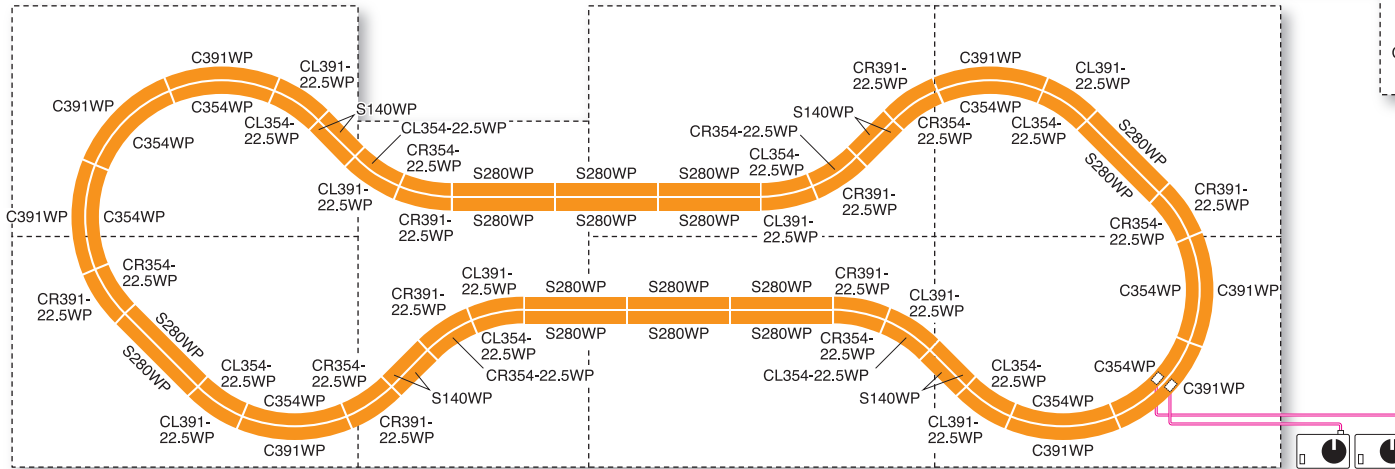 C391WP
CL391-
22.5WP
C391WP
C354WP
S140WP
CL354-
22.5WP
C354WP
CL354-22.5WP
CR354-
22.5WP
S280WP
S280WP
S280WP
S280WP
S280WP
S280WP
CL391-
22.5WP
CR391-
22.5WP
C391WP
C354WP
CR391-
22.5WP
C391WP
CL391-
22.5WP
S140WP
C354WP
CR354-22.5WP
CR354-
22.5WP
CL354-
22.5WP
CL354-
22.5WP
CR391-
22.5WP
CL391-
22.5WP
S280WP
S280WP
CR391-
22.5WP
CR354-
22.5WP
C354WP
C391WP
CR354-
22.5WP
CR391-
22.5WP
S280WP
S280WP
CL391-
22.5WP
CR391-
22.5WP
S280WP
S280WP
S280WP
S280WP
S280WP
S280WP
CL354-
22.5WP
CR354-22.5WP
CR391-
22.5WP
CL391-
22.5WP
CR354-
22.5WP
CL354-22.5WP
CL354-
22.5WP
CR354-
22.5WP
C354WP
S140WP
CL391-
22.5WP
CR391-
22.5WP
C391WP
S140WP
CL354-
22.5WP
C354WP
C354WP
C391WP
CL391-
22.5WP
C391WP